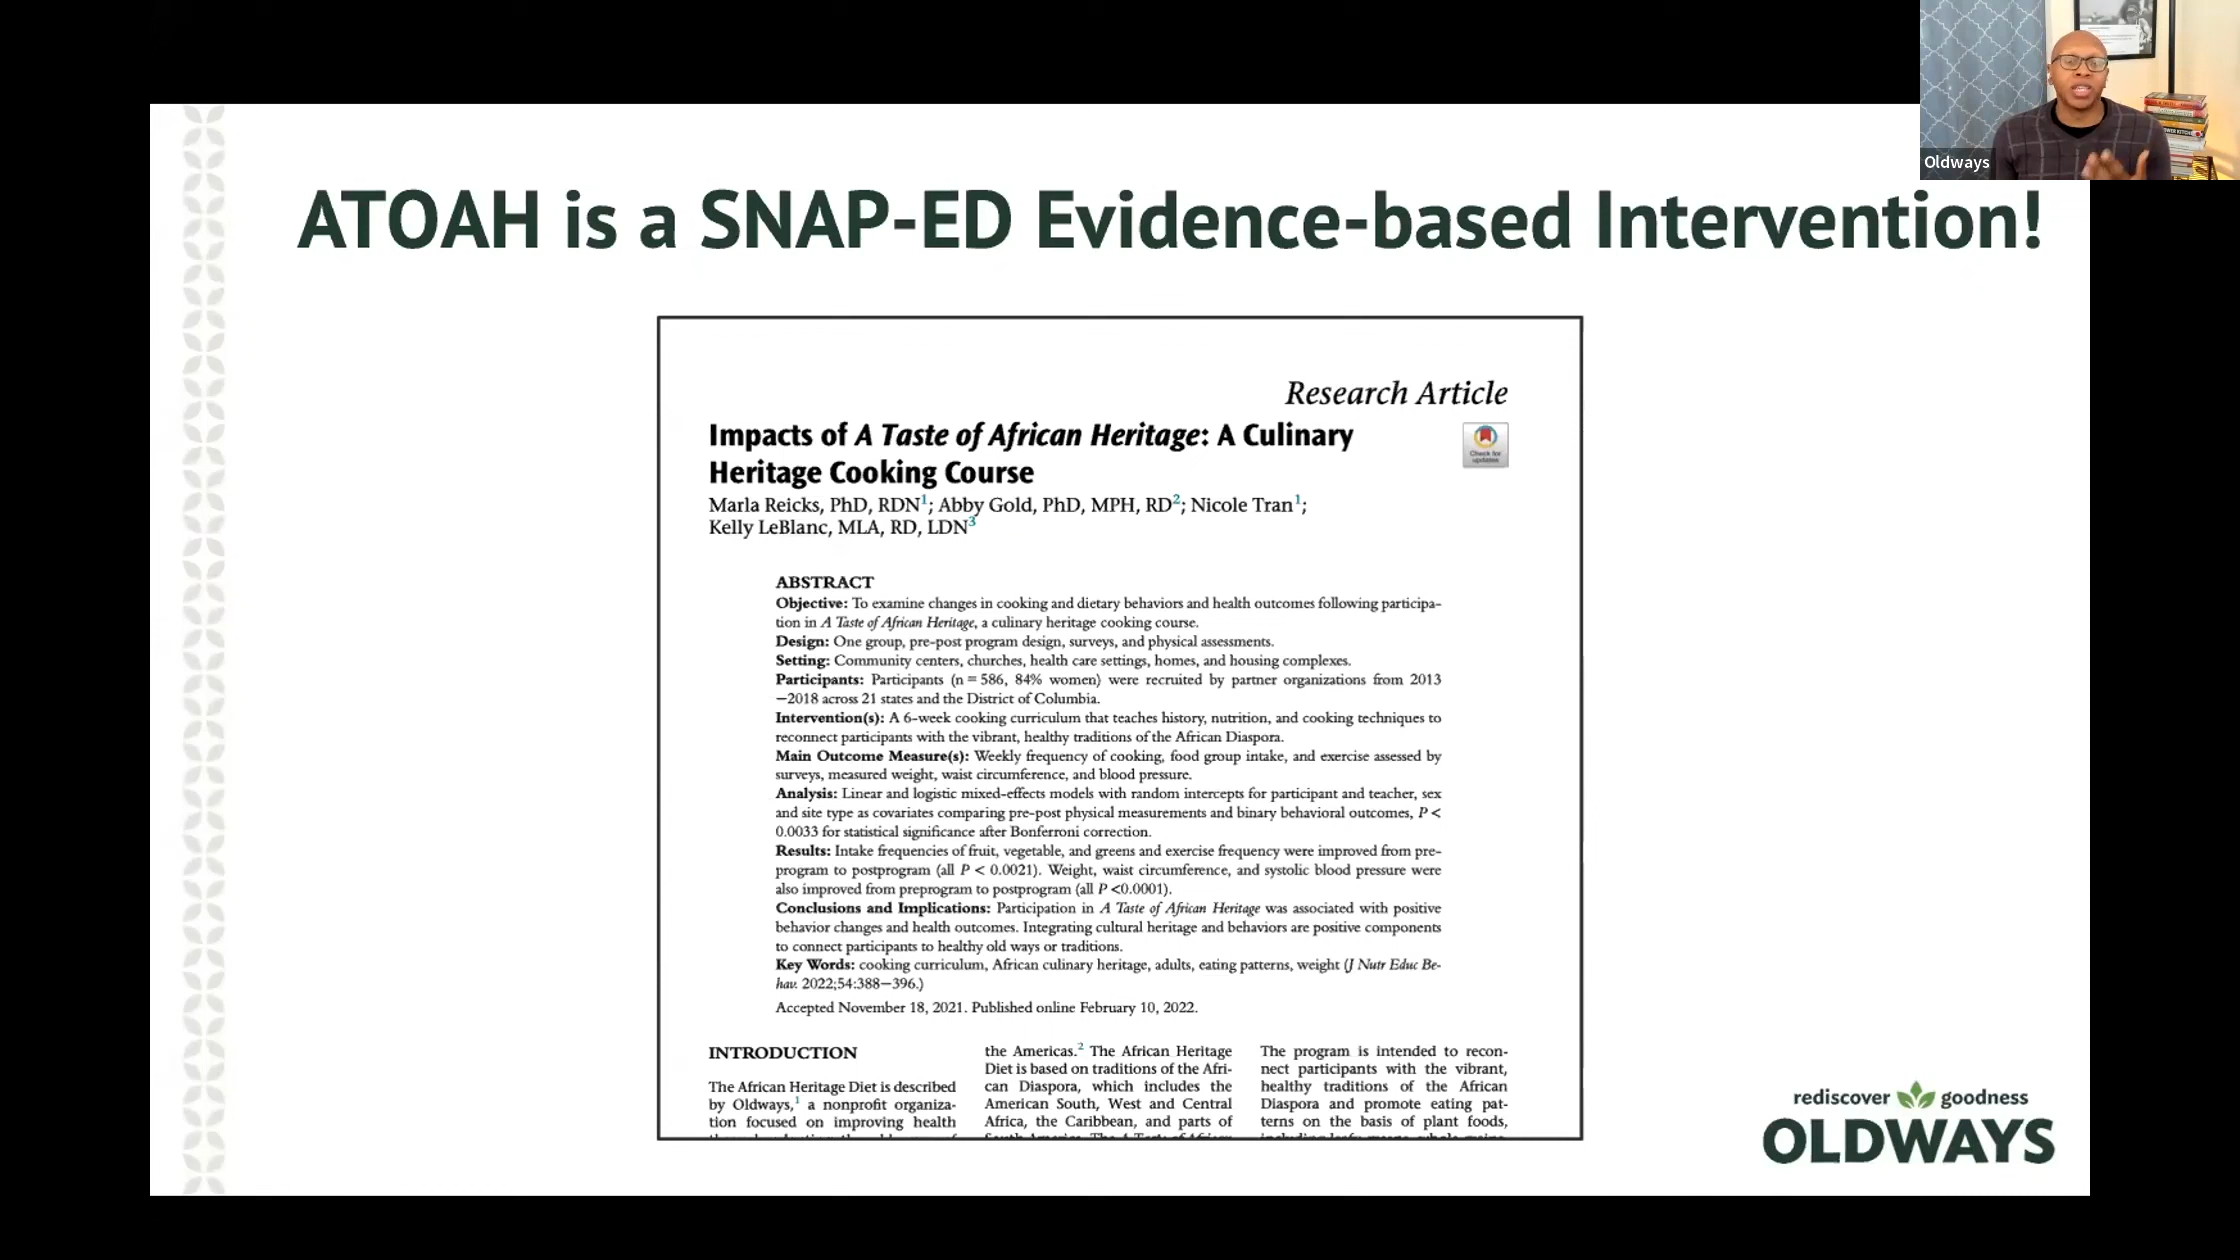 Oldways
ATOAH is a SNAP-ED Evidence-based Intervention!
Research Article
Impacts of A Taste of African Heritage: A Culinary
Heritage Cooking Course
Check for
updates
Marla Reicks, PhD, RDN1; Abby Gold, PhD, MPH, RD2; Nicole Tran1;
Kelly LeBlanc, MLA, RD, LDN3
ABSTRACT
Objective: To examine changes in cooking and dietary behaviors and health outcomes following participa-
tion in A Taste of African Heritage, a culinary heritage cooking course.
Design: One group, pre-post program design, surveys, and physical assessments.
Setting: Community centers, churches, health care settings, homes, and housing complexes.
Participants: Participants (n = 586, 84% women) were recruited by partner organizations from 2013
−2018 across 21 states and the District of Columbia.
Intervention(s): A 6-week cooking curriculum that teaches history, nutrition, and cooking techniques to
reconnect participants with the vibrant, healthy traditions of the African Diaspora.
Main Outcome Measure(s): Weekly frequency of cooking, food group intake, and exercise assessed by
surveys, measured weight, waist circumference, and blood pressure.
Analysis: Linear and logistic mixed-effects models with random intercepts for participant and teacher, sex
and site type as covariates comparing pre-post physical measurements and binary behavioral outcomes, P <
0.0033 for statistical significance after Bonferroni correction.
Results: Intake frequencies of fruit, vegetable, and greens and exercise frequency were improved from pre-
program to postprogram (all P < 0.0021). Weight, waist circumference, and systolic blood pressure were
also improved from preprogram to postprogram (all P <0.0001).
Conclusions and Implications: Participation in A Taste of African Heritage was associated with positive
behavior changes and health outcomes. Integrating cultural heritage and behaviors are positive components
to connect participants to healthy old ways or traditions.
Key Words: cooking curriculum, African culinary heritage, adults, eating patterns, weight (J Nutr Educ Be-
hav. 2022;54:388−396.)
Accepted November 18, 2021. Published online February 10, 2022.
INTRODUCTION
The African Heritage Diet is described
by Oldways,1 a nonprofit organiza-
tion focused on improving health
the Americas.2 The African Heritage
Diet is based on traditions of the Afri-
can Diaspora, which includes the
American South, West and Central
Africa, the Caribbean, and parts of
The program is intended to recon-
nect participants with the vibrant,
healthy traditions of the African
Diaspora and promote eating pat-
terns on the basis of plant foods,
rediscover goodness
OLDWAYS